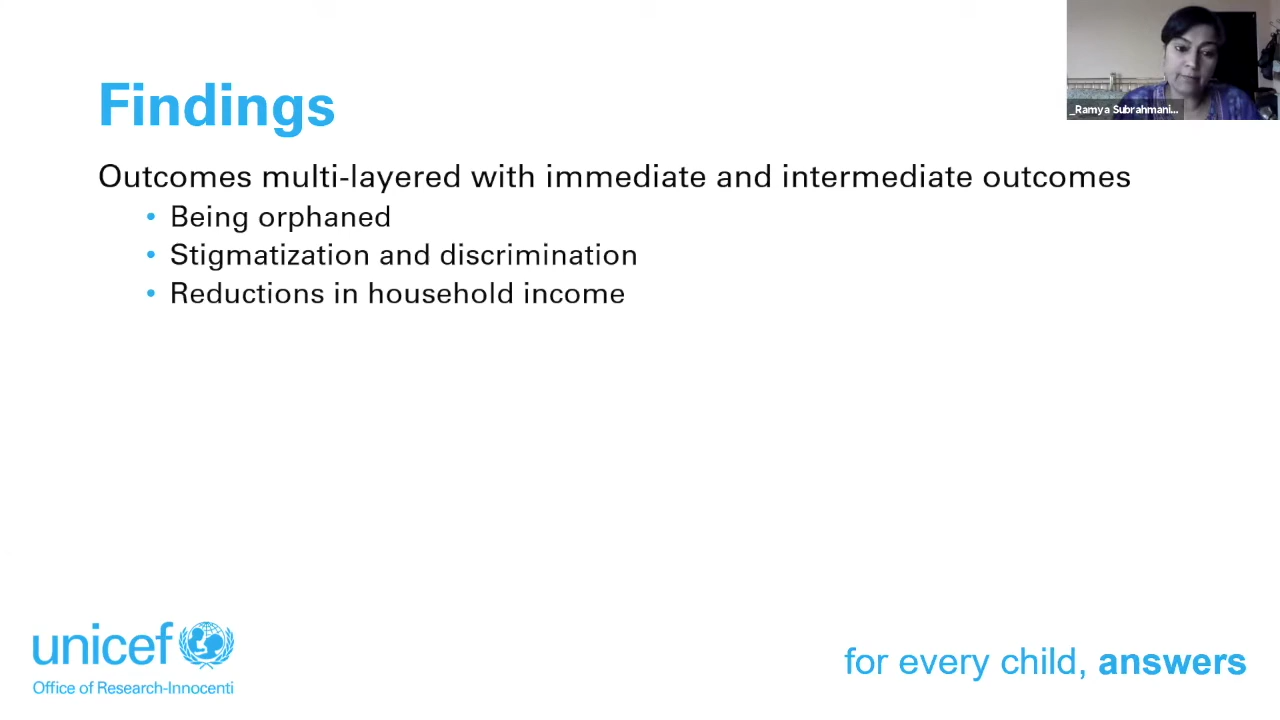 _Ramya Subrahmani...
Findings
Outcomes multi-layered with immediate and intermediate outcomes
• Being orphaned
• Stigmatization and discrimination
• Reductions in household income
unicef
Office of Research-Innocenti
for every child, answers